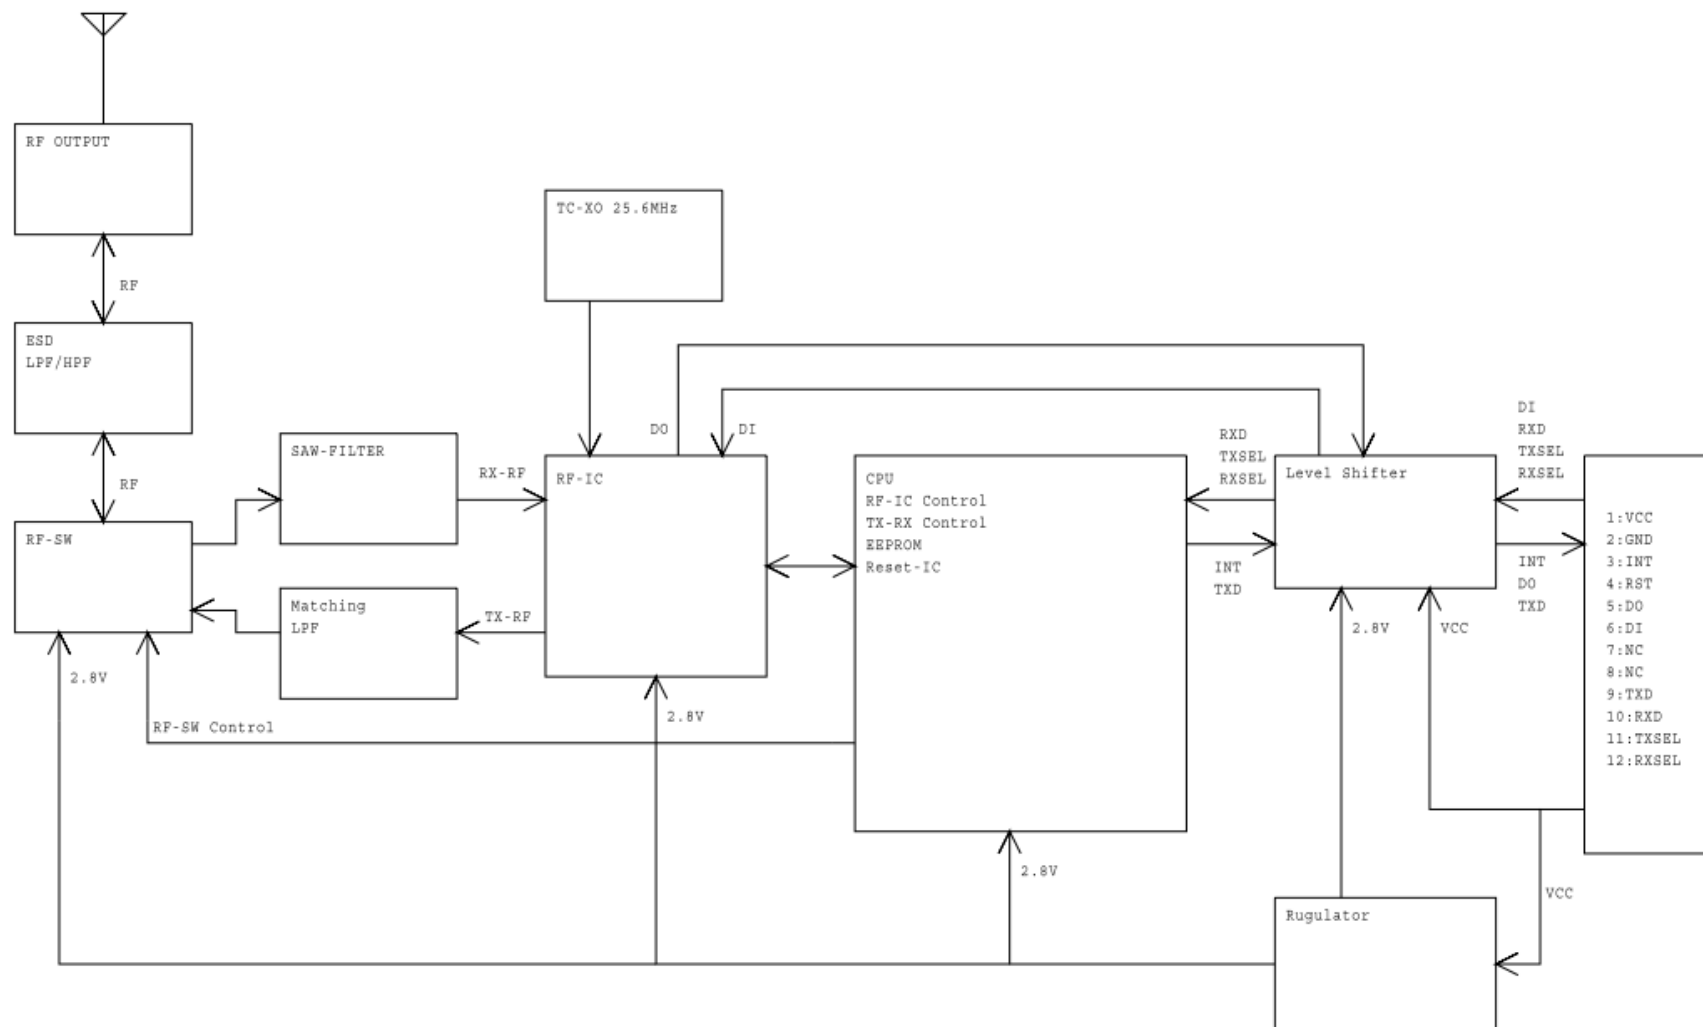 RF OUTPUT
TC-XO 25.6MHz
RF
ESD
LPF/HPF
DO
DI
DI
RXD
TXSEL
RXSEL
RXD
TXSEL
RXSEL
SAW-FILTER
RX-RF
RF-IC
CPU
RF-IC Control
TX-RX Control
EEPROM
Reset-IC
Level Shifter
RF
RF-SW
1:VCC
2:GND
3:INT
4:RST
5:DO
6:DI
7:NC
8:NC
9:TXD
10:RXD
11:TXSEL
12:RXSEL
INT
TXD
INT
DO
TXD
Matching
LPF
TX-RF
2.8V
VCC
2.8V
RF-SW Control
2.8V
2.8V
VCC
Rugulator